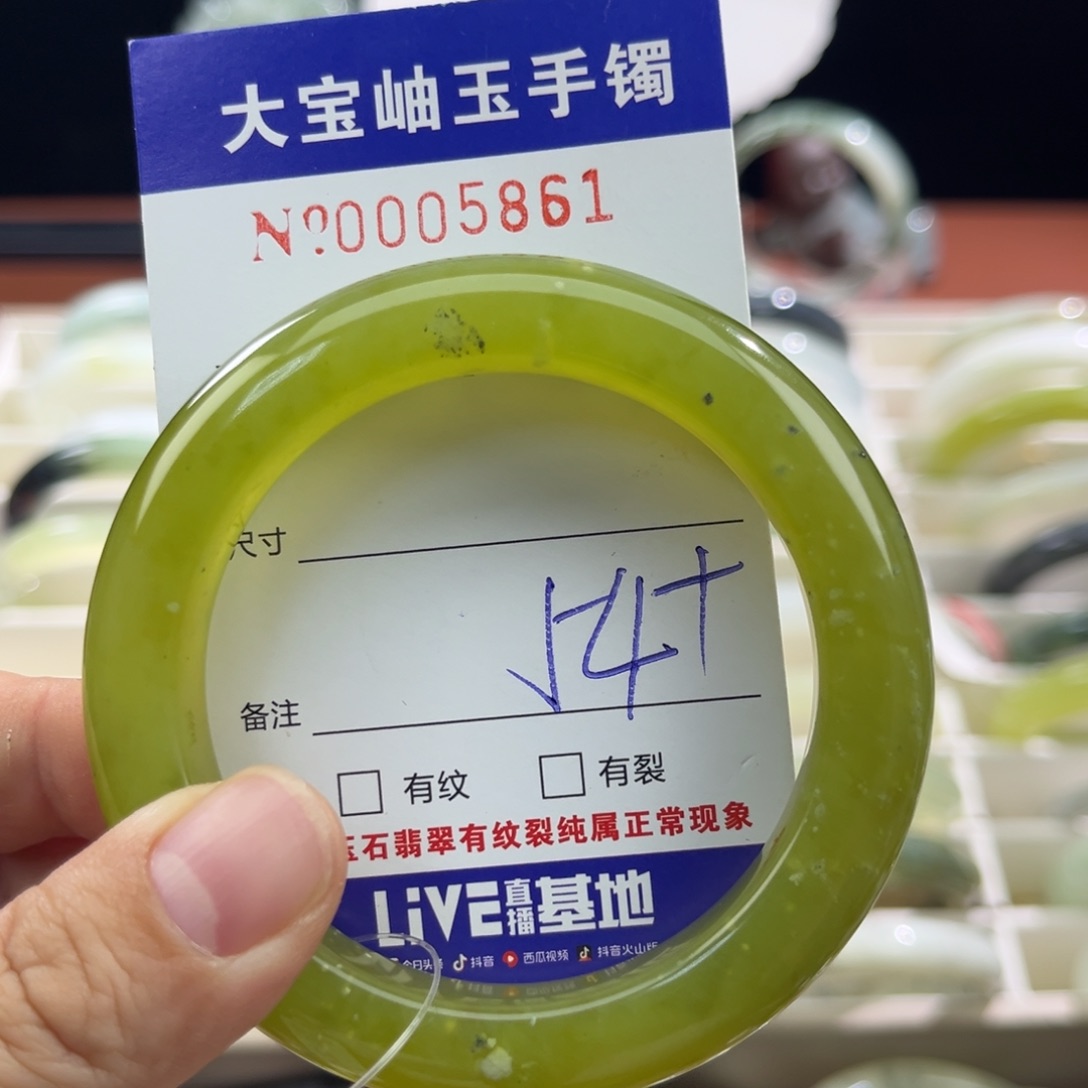 大宝岫玉手镯
Nº0005861
尺寸
54+
备注
有纹 有裂
玉石翡翠有纹裂纯属正常现象
LiVE直播基地
今日头条 抖音 西瓜视频 抖音火山版